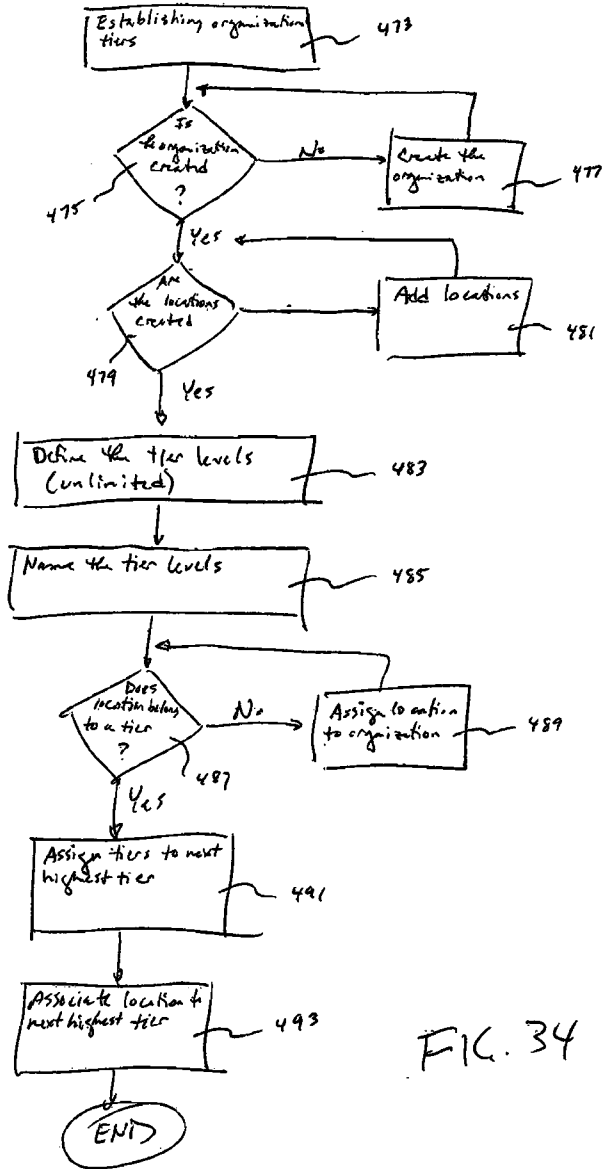 Establishing organization
tiers
473
Is
the organization
created
?
475
No
Create the
organization
477
Yes
Are
the locations
created
479
Add locations
481
Yes
Define the tier levels
(unlimited)
483
Name the tier levels
485
Does
location belong
to a tier
?
487
No
Assign location
to orgnization
489
Yes
Assign tiers to next
highest tier
491
Associate location to
next highest tier
493
END
FIG. 34